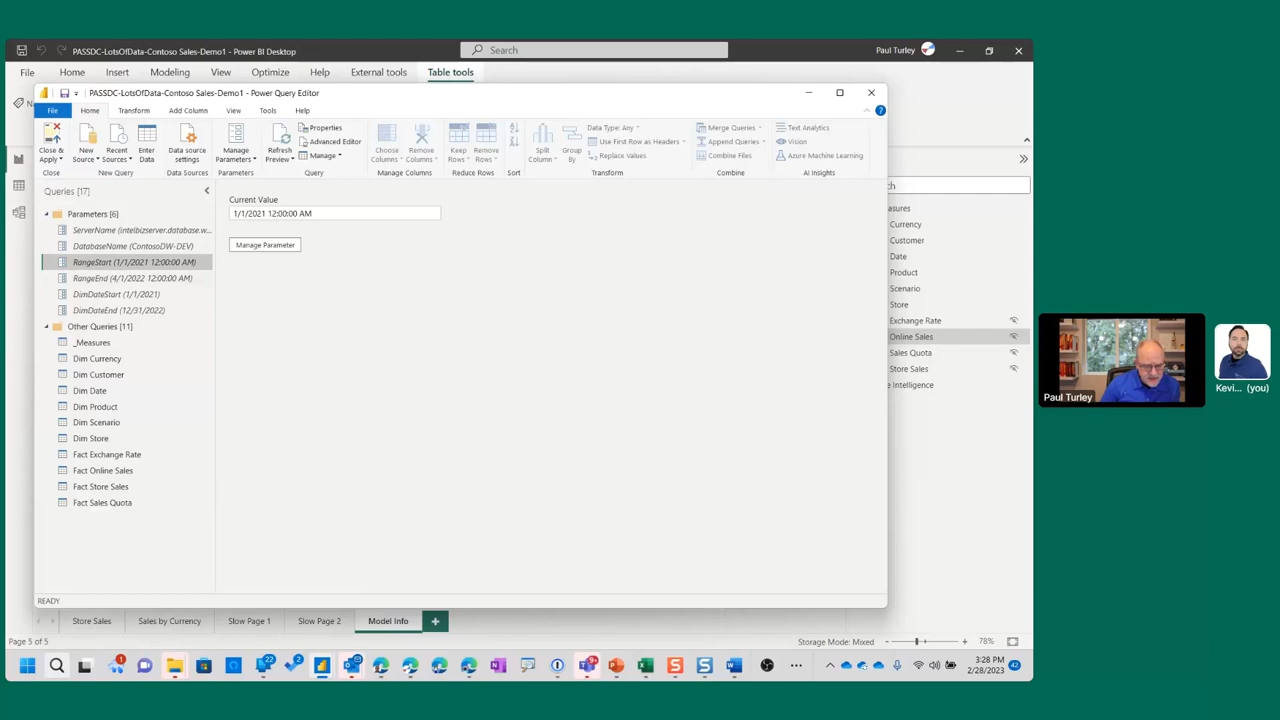 PASSDC-LotsOfData-Contoso Sales-Demo1 - Power BI Desktop
Search
Paul Turley
File Home Insert Modeling View Optimize Help External tools Table tools
PASSDC-LotsOfData-Contoso Sales-Demo1 - Power Query Editor
File Home Transform Add Column View Tools Help
Close & Apply
New Source
Recent Sources
Enter Data
Data source settings
Manage Parameters
Refresh Preview
Properties
Advanced Editor
Manage
Choose Columns
Remove Columns
Keep Rows
Remove Rows
Split Column
Group By
Data Type: Any
Use First Row as Headers
Replace Values
Merge Queries
Append Queries
Combine Files
Text Analytics
Vision
Azure Machine Learning
Close New Query Data Sources Parameters Query Manage Columns Reduce Rows Sort Transform Combine AI Insights
Queries [17]
Parameters [6]
ServerName (intelbizserver.database.w...
DatabaseName (ContosoDW-DEV)
RangeStart (1/1/2021 12:00:00 AM)
RangeEnd (4/1/2022 12:00:00 AM)
DimDateStart (1/1/2021)
DimDateEnd (12/31/2022)
Other Queries [11]
_Measures
Dim Currency
Dim Customer
Dim Date
Dim Product
Dim Scenario
Dim Store
Fact Exchange Rate
Fact Online Sales
Fact Store Sales
Fact Sales Quota
Current Value
1/1/2021 12:00:00 AM
Manage Parameter
READY
ch
asures
Currency
Customer
Date
Product
Scenario
Store
Exchange Rate
Online Sales
Sales Quota
Store Sales
e Intelligence
Paul Turley
Kevi... (you)
Store Sales Sales by Currency Slow Page 1 Slow Page 2 Model Info
Page 5 of 5
Storage Mode: Mixed
78%
3:28 PM
2/28/2023
42